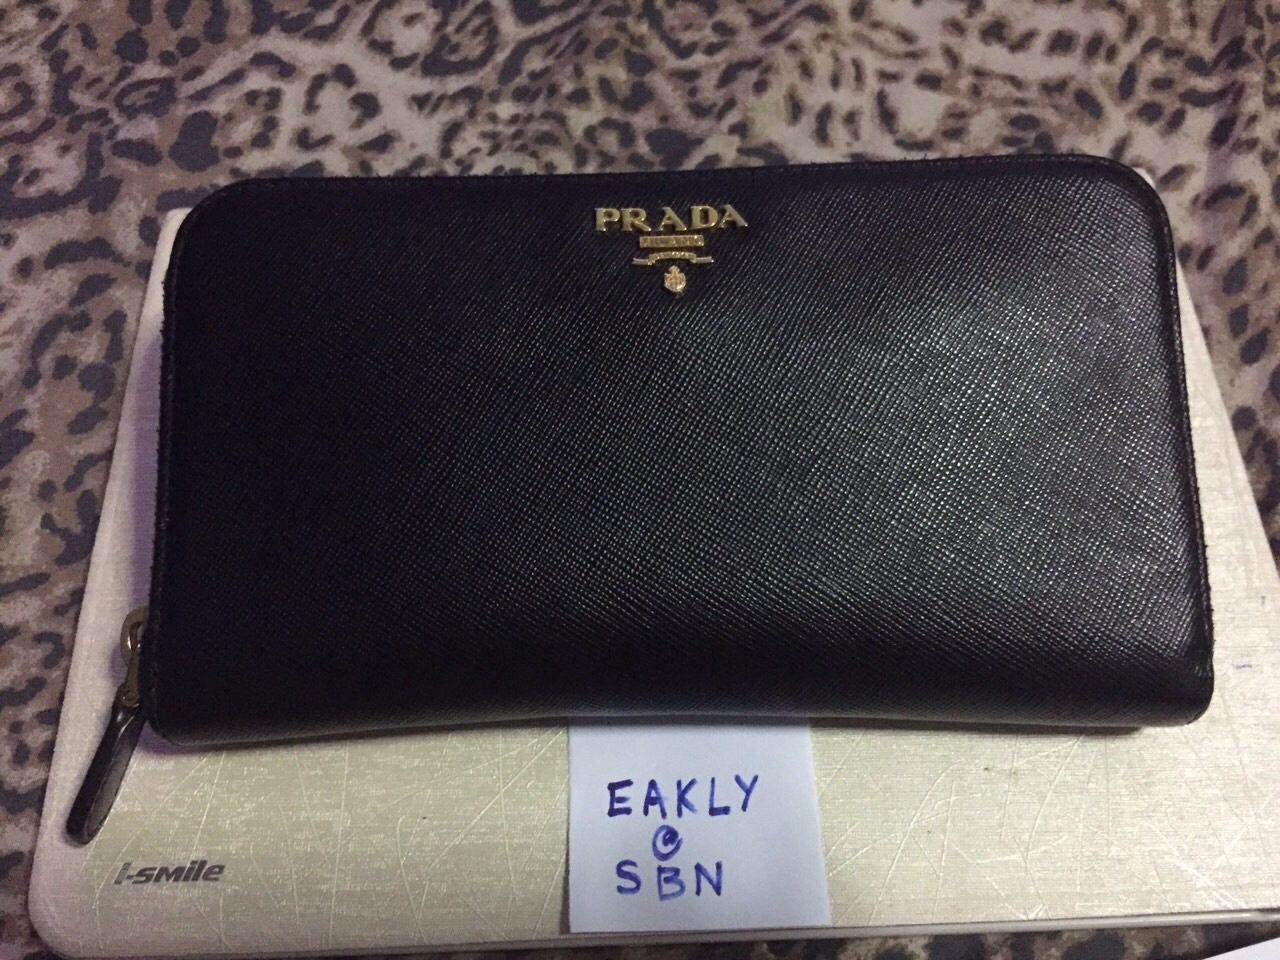 PRADA
MILANO
EAKLY
@
SBN
i-smile